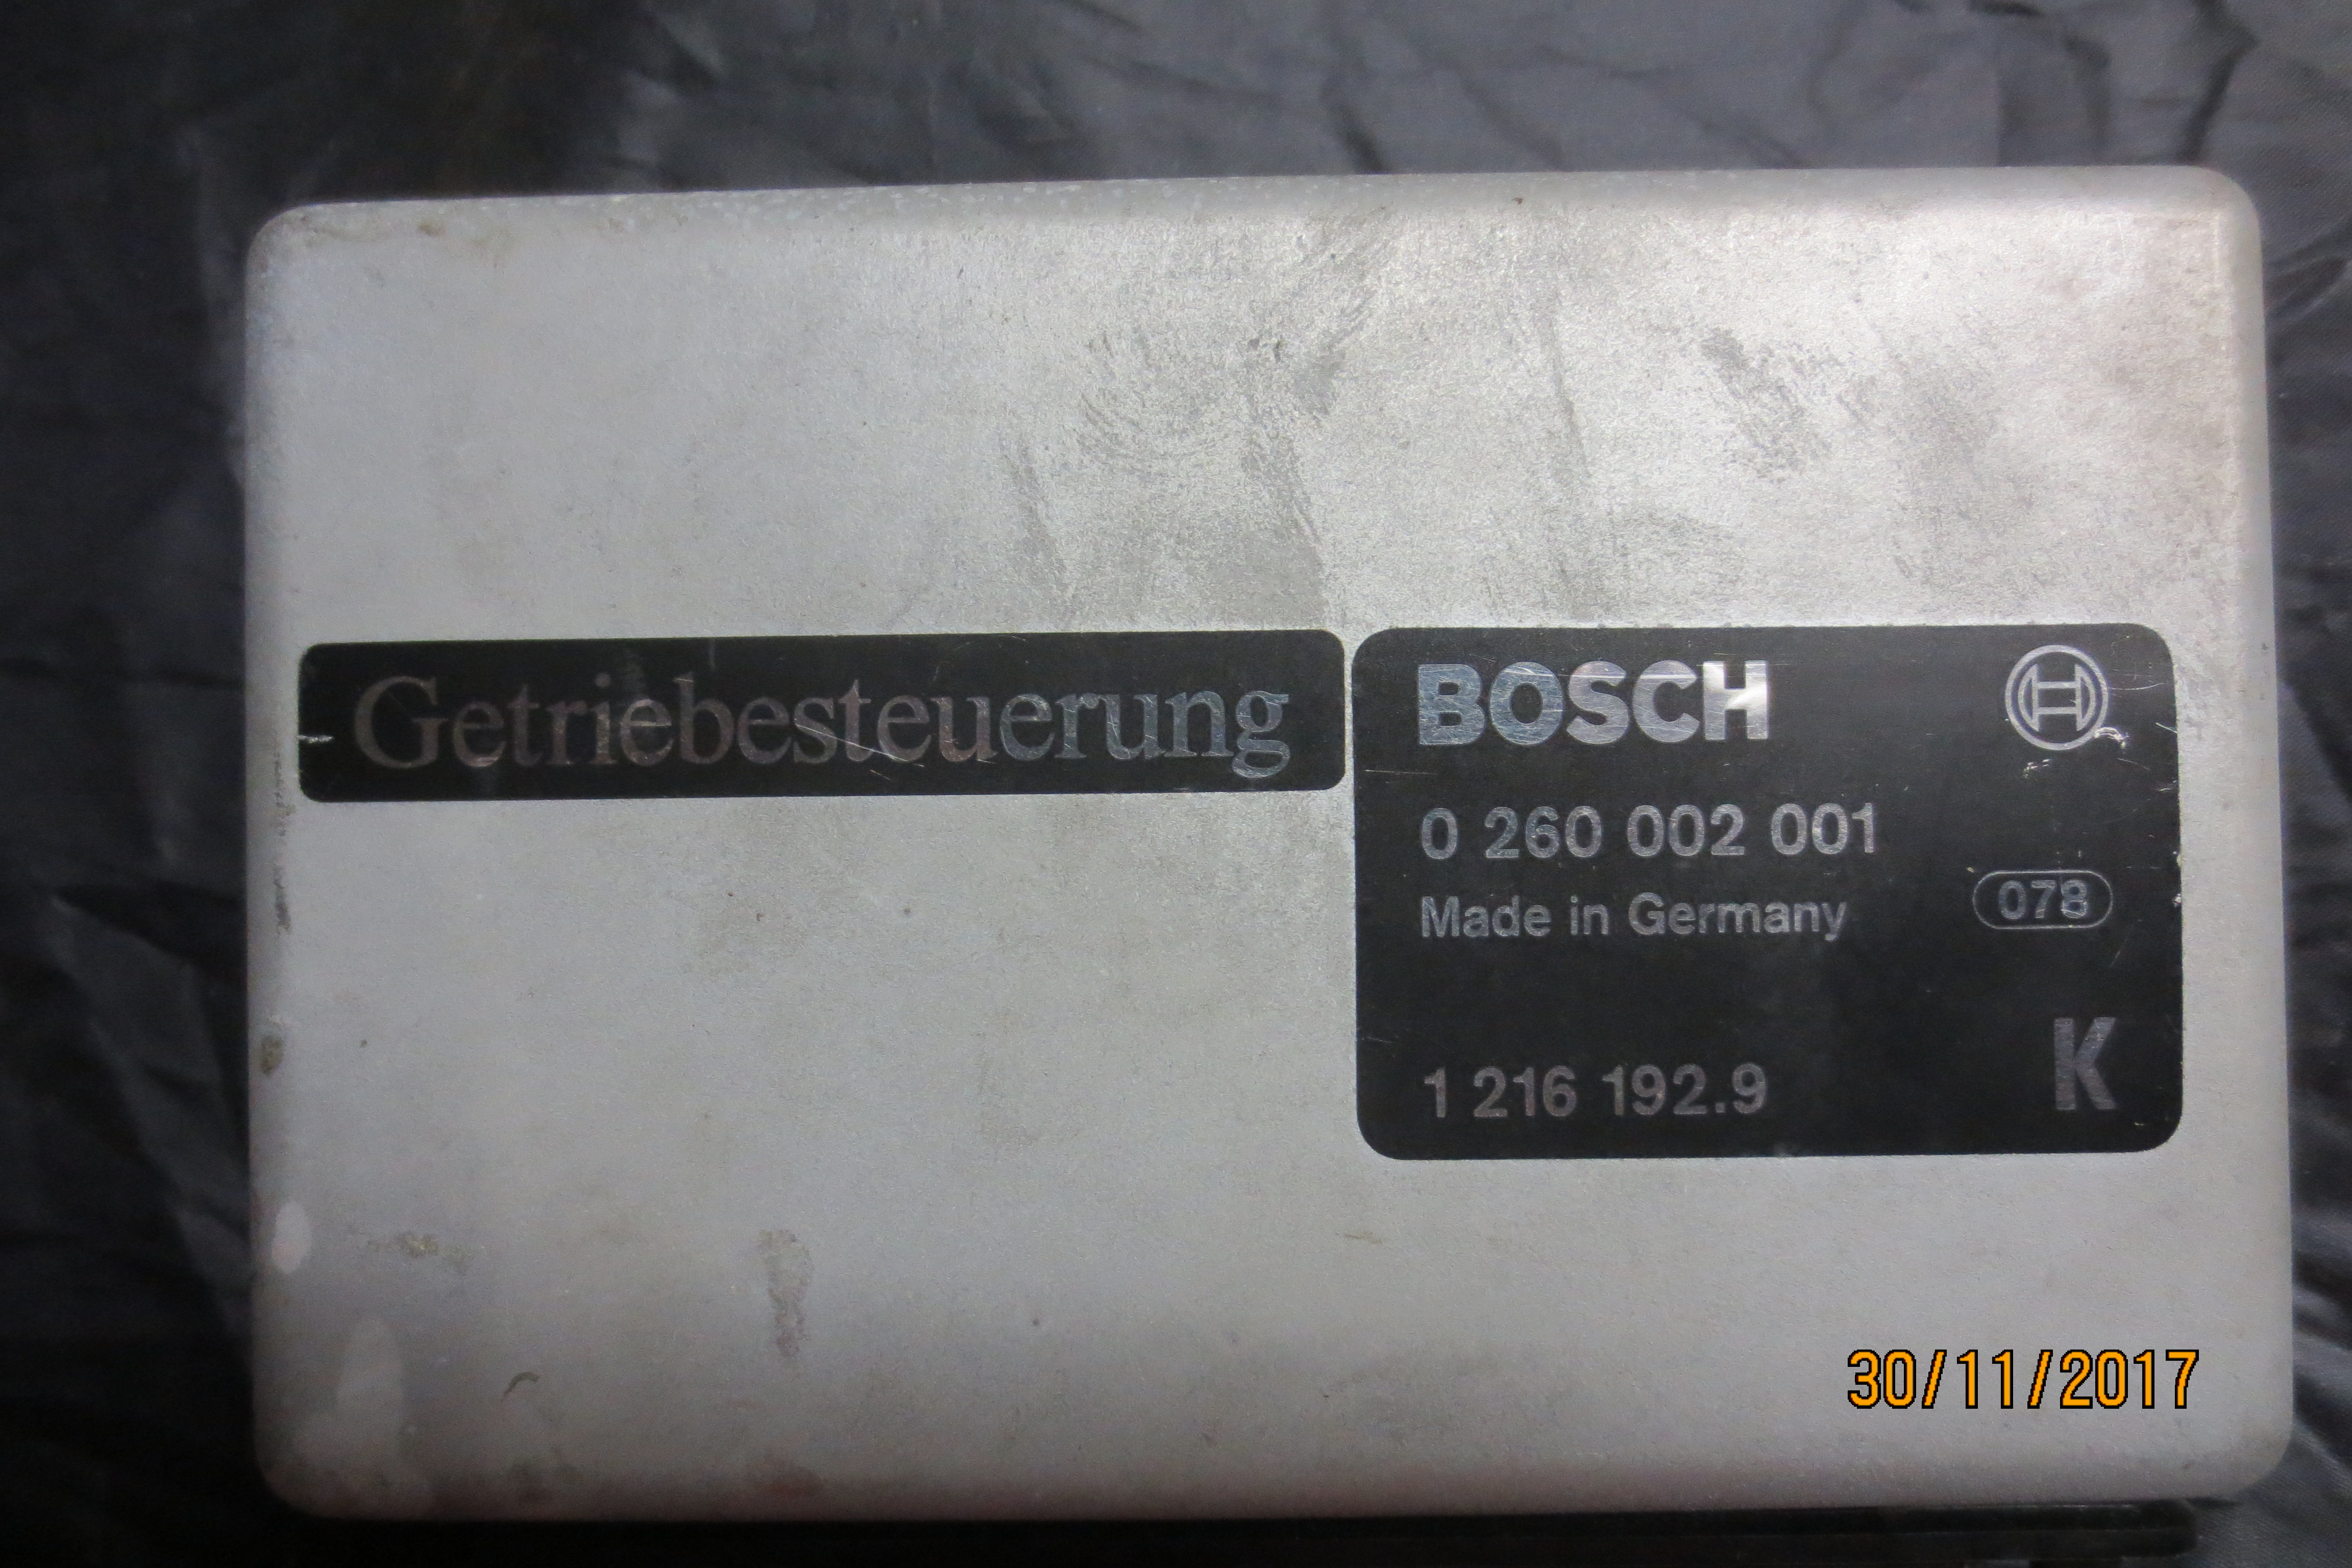 Getriebesteuerung
BOSCH
0 260 002 001
Made in Germany
078
1 216 192.9
K
30/11/2017